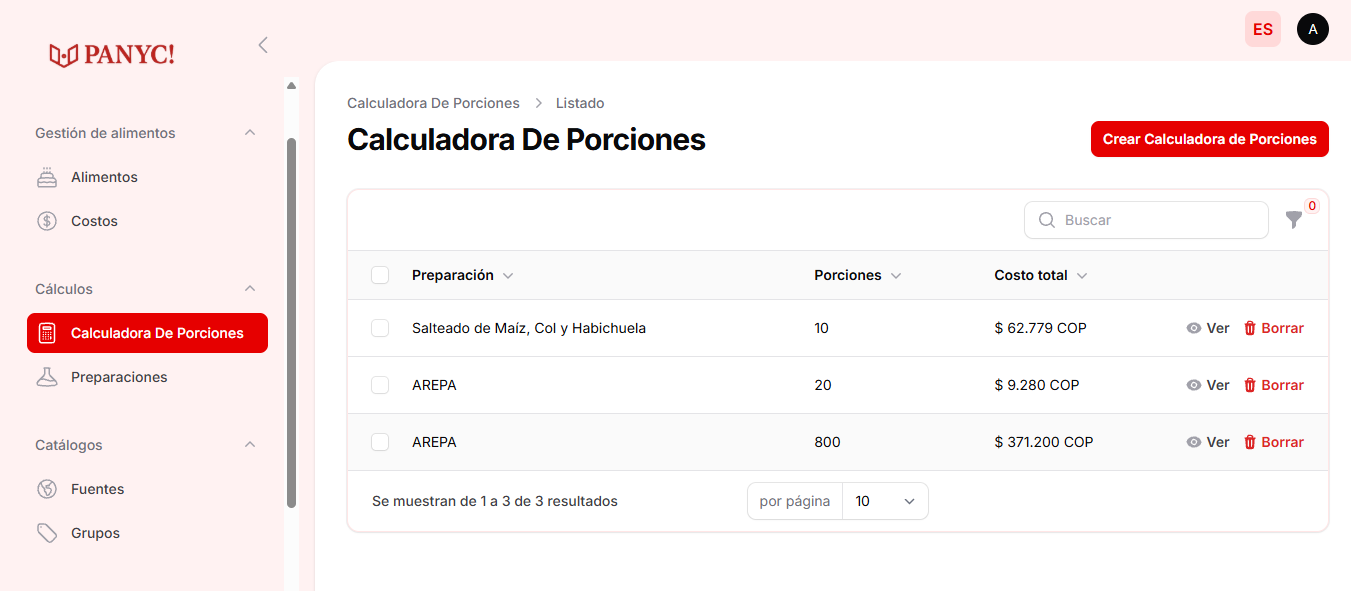 PANYC!
ES
A
Gestión de alimentos
Alimentos
Costos
Cálculos
Calculadora De Porciones
Preparaciones
Catálogos
Fuentes
Grupos
Calculadora De Porciones > Listado
Calculadora De Porciones
Crear Calculadora de Porciones
Buscar
0
Preparación Porciones Costo total
Salteado de Maíz, Col y Habichuela 10 $ 62.779 COP Ver Borrar
AREPA 20 $ 9.280 COP Ver Borrar
AREPA 800 $ 371.200 COP Ver Borrar
Se muestran de 1 a 3 de 3 resultados por página 10